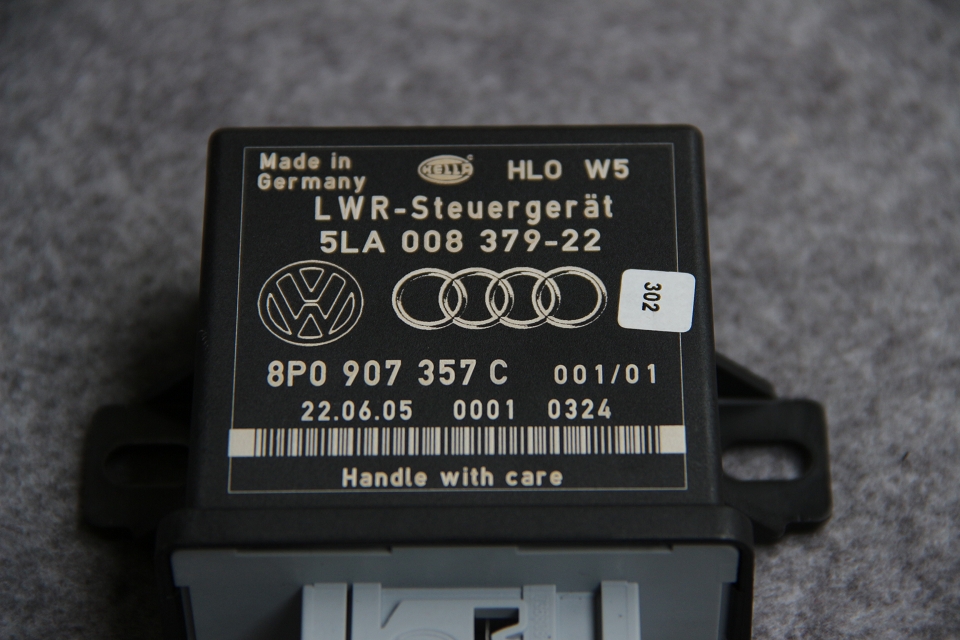 Made in
Germany
HELLA
HLO W5
LWR-Steuergerät
5LA 008 379-22
302
8P0 907 357 C 001/01
22.06.05 0001 0324
Handle with care